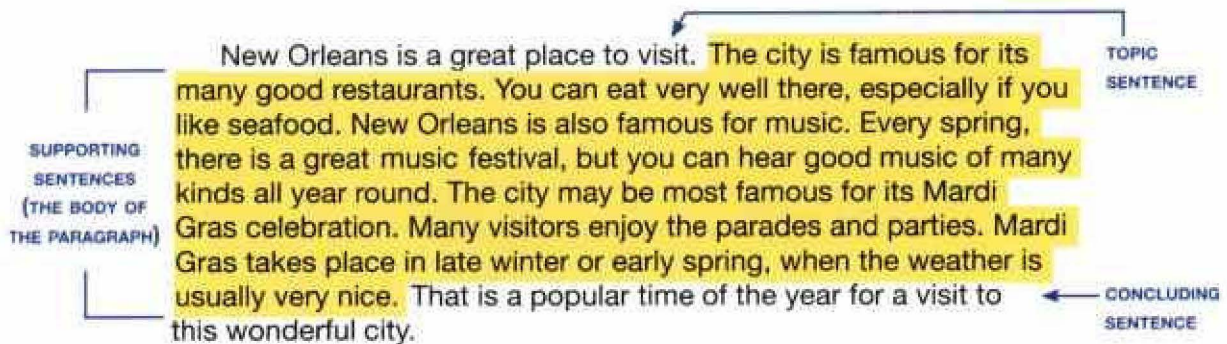 New Orleans is a great place to visit. The city is famous for its
many good restaurants. You can eat very well there, especially if you
like seafood. New Orleans is also famous for music. Every spring,
there is a great music festival, but you can hear good music of many
kinds all year round. The city may be most famous for its Mardi
Gras celebration. Many visitors enjoy the parades and parties. Mardi
Gras takes place in late winter or early spring, when the weather is
usually very nice. That is a popular time of the year for a visit to
this wonderful city.
TOPIC
SENTENCE
SUPPORTING
SENTENCES
(THE BODY OF
THE PARAGRAPH)
CONCLUDING
SENTENCE